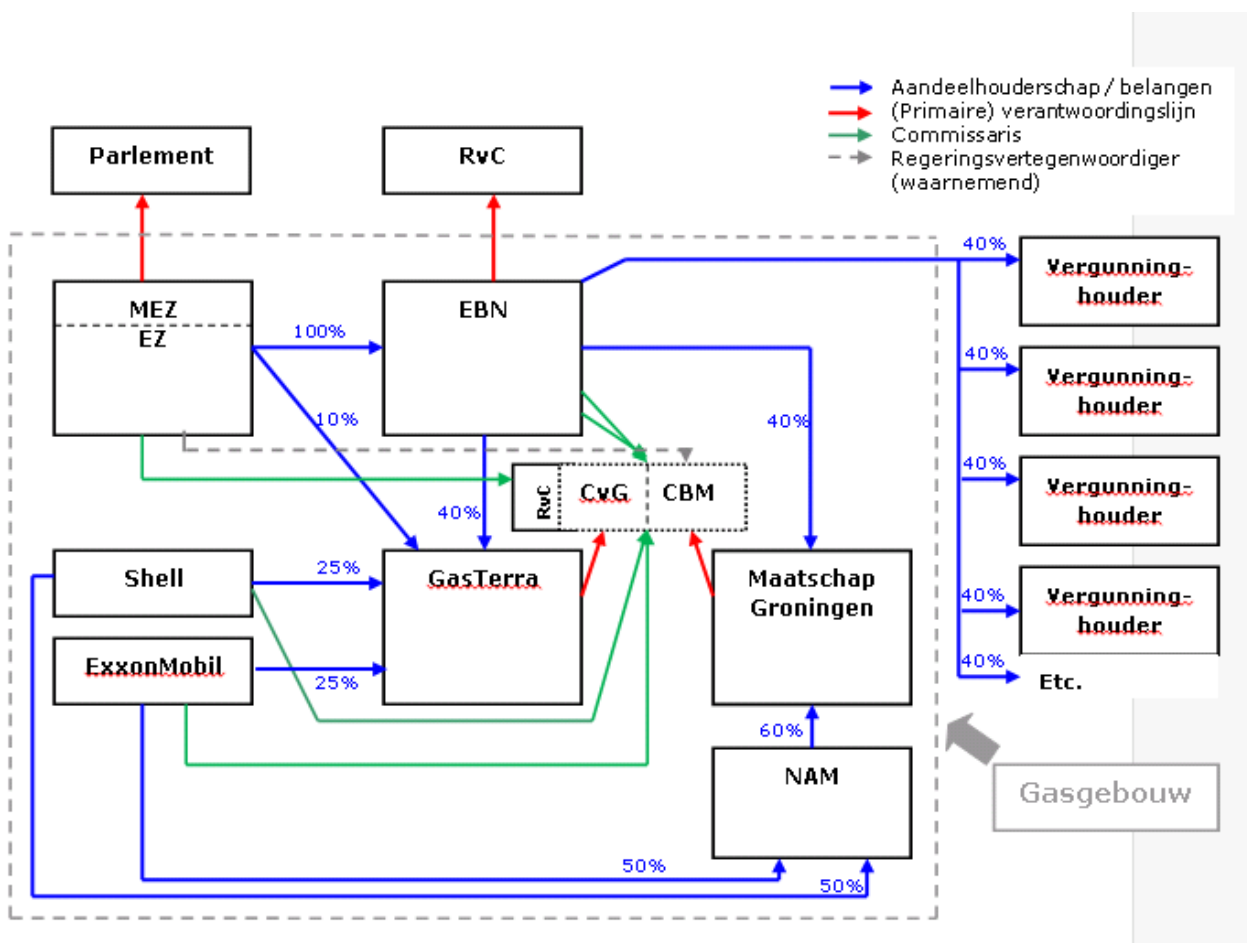 Aandeelhouderschap / belangen
(Primaire) verantwoordingslijn
Commissaris
Regeringsvertegenwoordiger
(waarnemend)
Parlement
RvC
MEZ
EZ
EBN
100%
10%
40%
40%
40%
Vergunning-
houder
40%
Vergunning-
houder
40%
Vergunning-
houder
40%
Vergunning-
houder
40%
Etc.
RvC
CvG
CBM
Shell
25%
GasTerra
Maatschap
Groningen
ExxonMobil
25%
60%
NAM
Gasgebouw
50%
50%